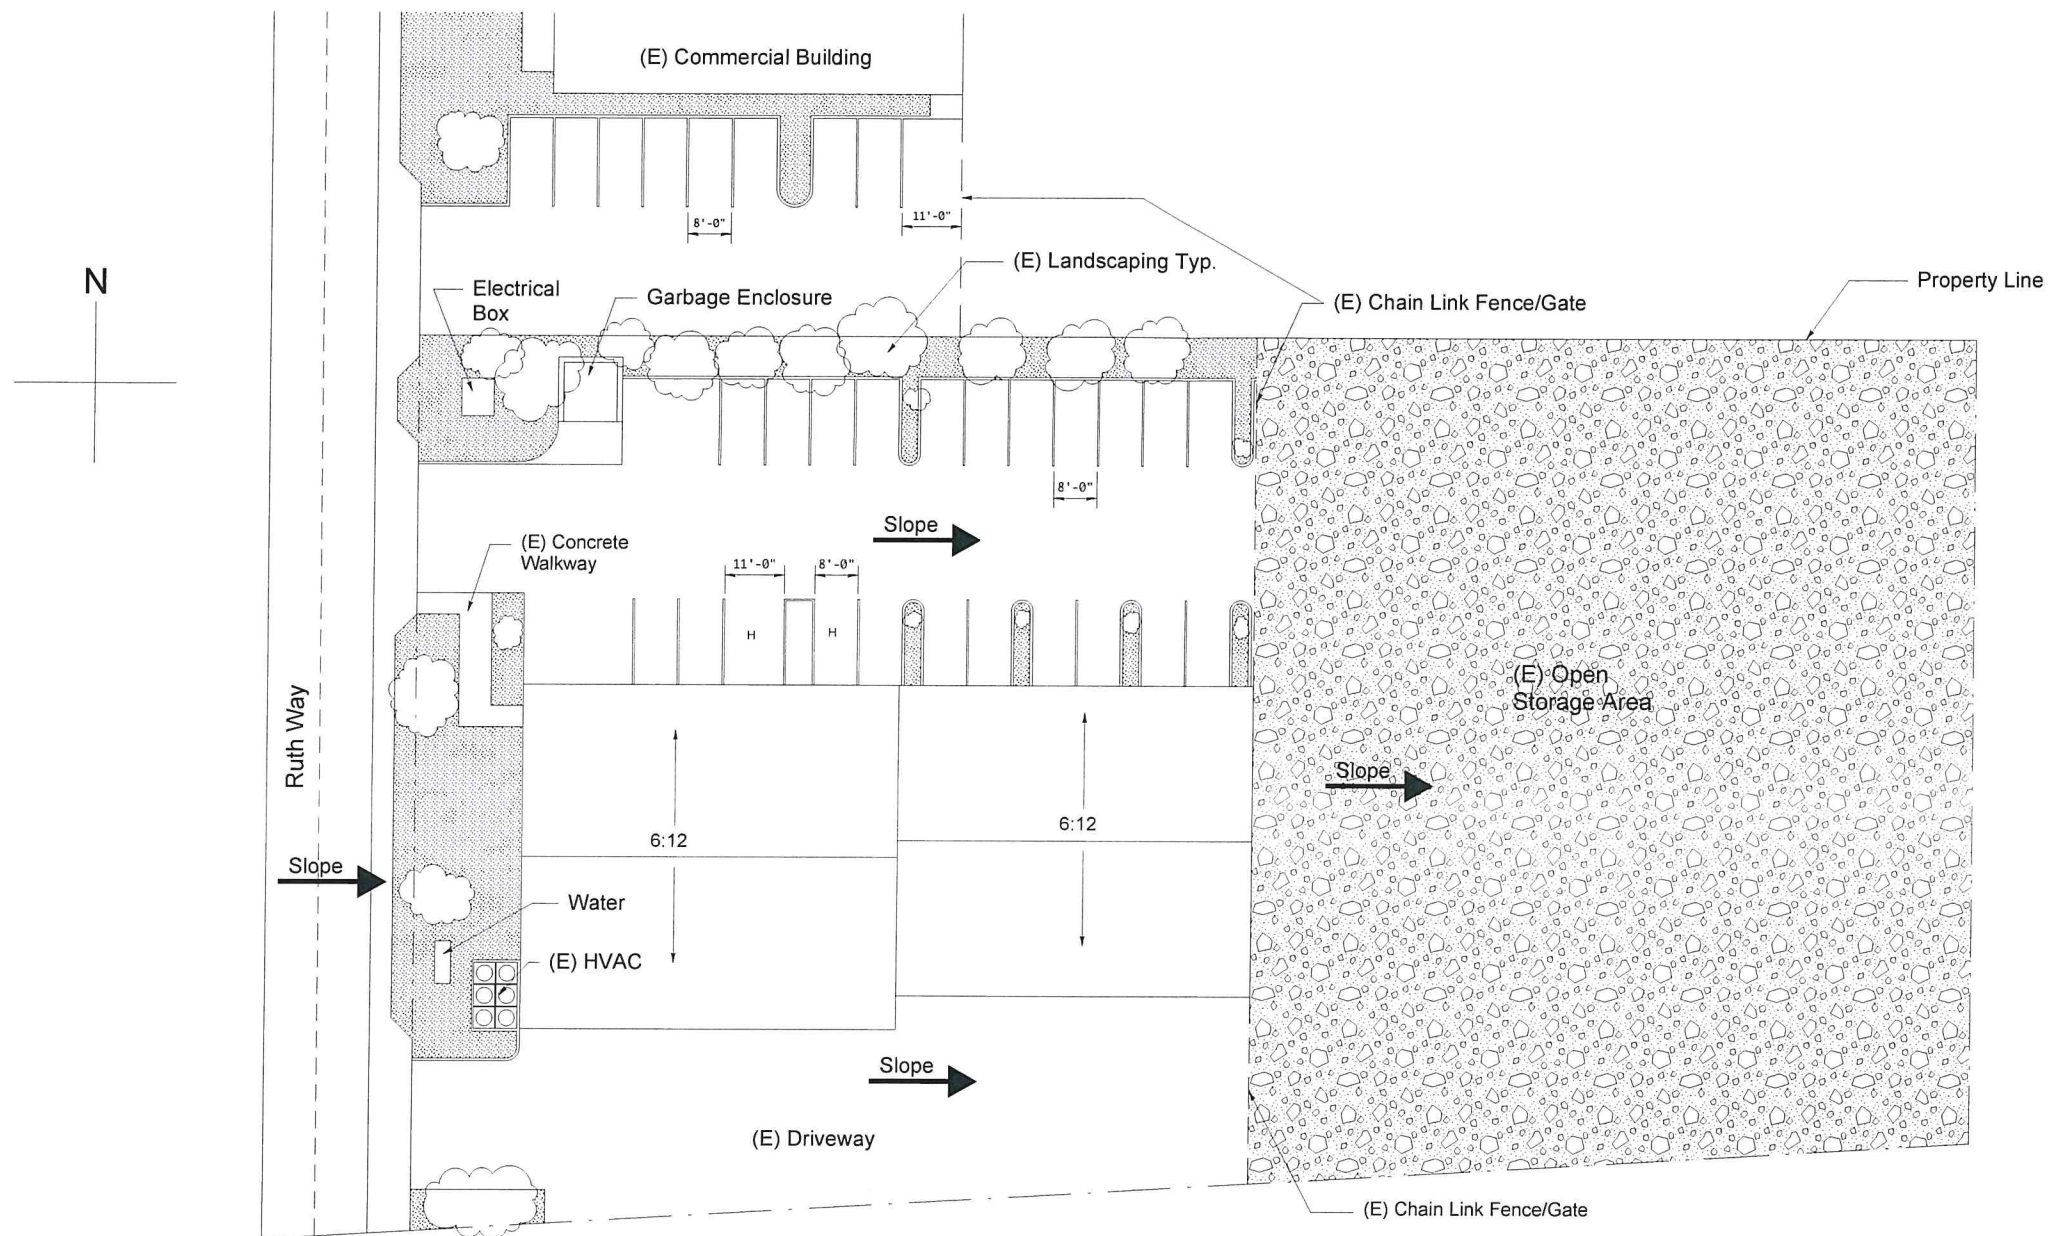 (E) Commercial Building
8'-0"
11'-0"
N
(E) Landscaping Typ.
Property Line
Electrical
Box
Garbage Enclosure
(E) Chain Link Fence/Gate
8'-0"
Slope
(E) Concrete
Walkway
11'-0"
8'-0"
H
H
(E) Open
Storage Area
Ruth Way
Slope
6:12
6:12
Slope
Water
(E) HVAC
Slope
(E) Driveway
(E) Chain Link Fence/Gate